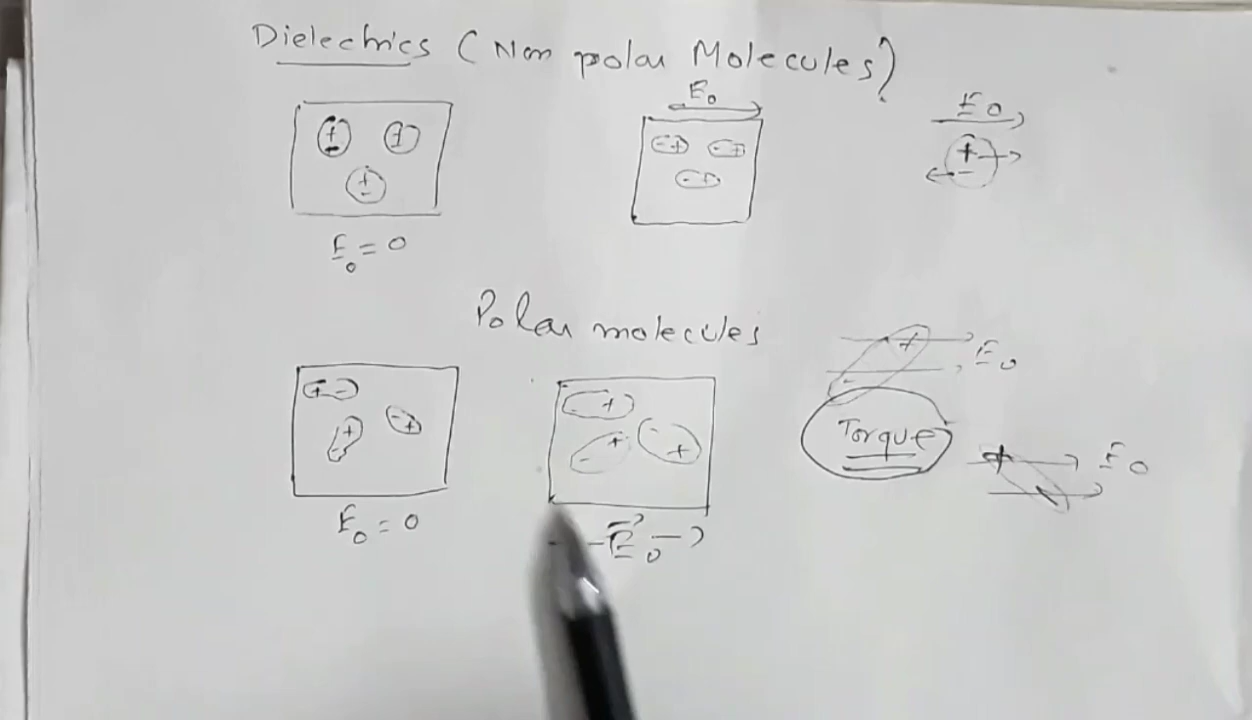 Dielectrics (Non polar Molecules)
E₀
E₀
+ + +
- + - + - +
+
-
E₀ = 0
Polar molecules
+ -
- +
+ -
- +
- +
- +
+ -
E₀
Torque
E₀
E₀ = 0
E₀